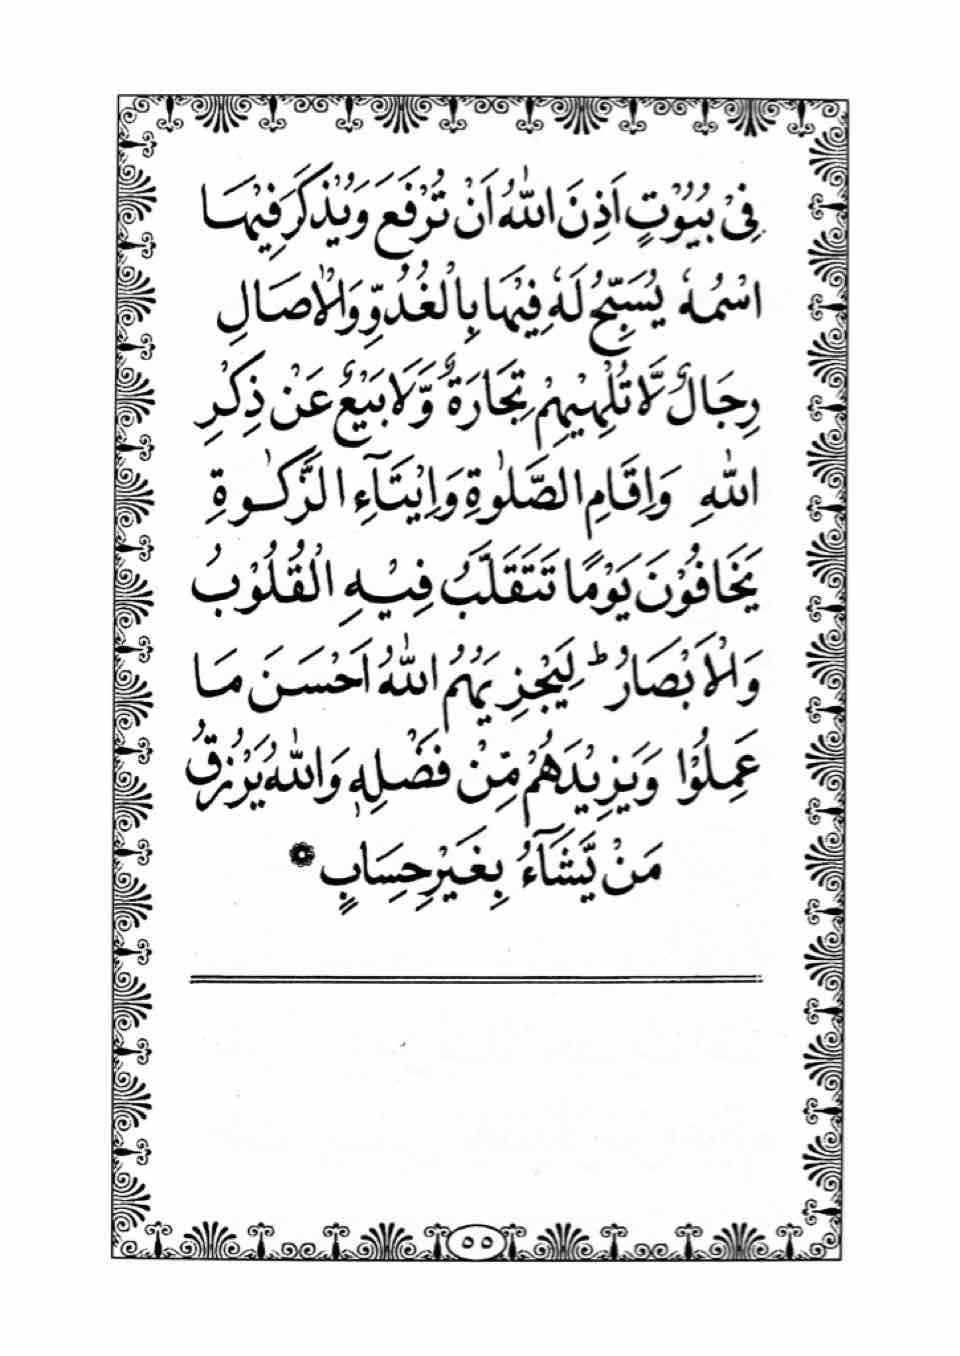 فِیْ بُیُوْتٍ اَذِنَ اللّٰهُ اَنْ تُرْفَعَ وَیُذْكَرَ فِیْهَا
اسْمُهٗ یُسَبِّحُ لَهٗ فِیْهَا بِالْغُدُوِّ وَالْاٰصَالِ
رِجَالٌ لَّا تُلْهِیْهِمْ تِجَارَةٌ وَّلَا بَیْعٌ عَنْ ذِكْرِ
اللّٰهِ وَاِقَامِ الصَّلٰوةِ وَاِیْتَآءِ الزَّكٰوةِ
یَخَافُوْنَ یَوْمًا تَتَقَلَّبُ فِیْهِ الْقُلُوْبُ
وَالْاَبْصَارُ ؕ لِیَجْزِیَهُمُ اللّٰهُ اَحْسَنَ مَا
عَمِلُوْا وَیَزِیْدَهُمْ مِّنْ فَضْلِهٖ وَاللّٰهُ یَرْزُقُ
مَنْ یَّشَآءُ بِغَیْرِ حِسَابٍ *
۵۵